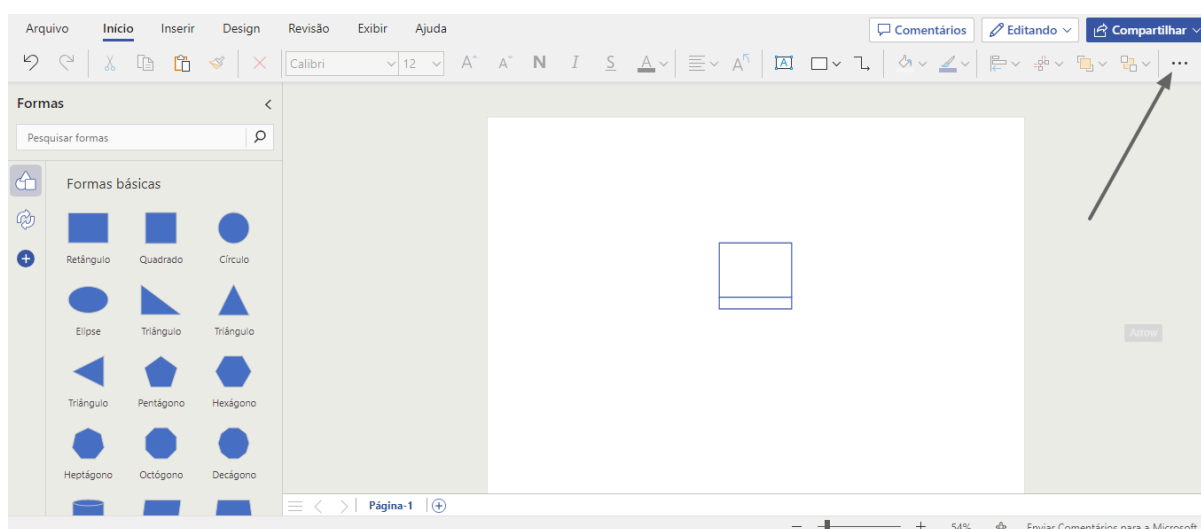 Arquivo Início Inserir Design Revisão Exibir Ajuda Comentários Editando Compartilhar
Calibri 12 A A N I S A A A
Formas
Pesquisar formas
Formas básicas
Retângulo Quadrado Círculo
Elipse Triângulo Triângulo
Triângulo Pentágono Hexágono
Heptágono Octógono Decágono
Arrow
Página-1
54% Enviar Comentários para a Microsoft